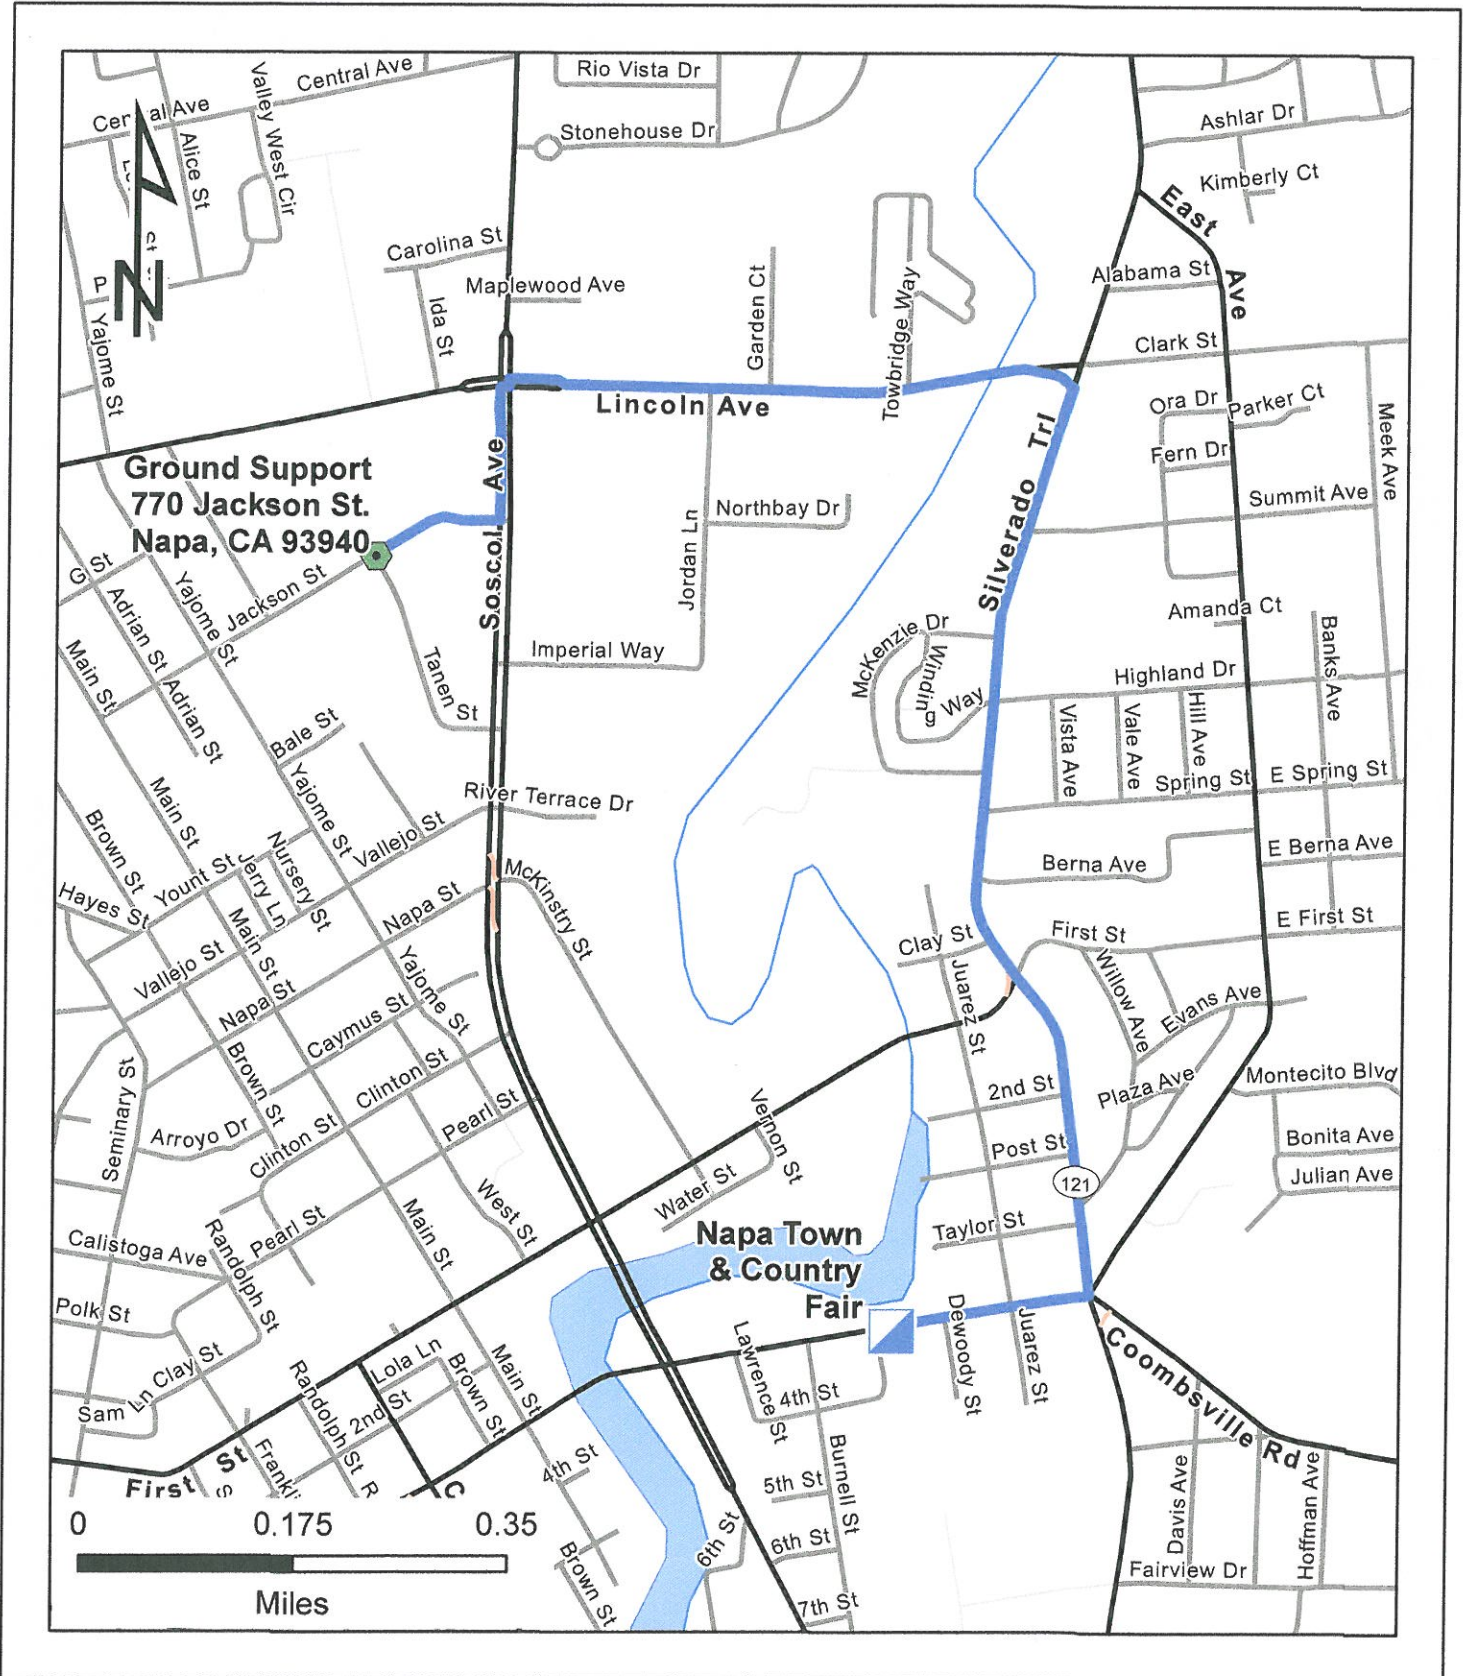 Rio Vista Dr
Central Ave
Valley West Cir
Central Ave
Alice St
Stonehouse Dr
Ashlar Dr
Kimberly Ct
East Ave
Carolina St
Maplewood Ave
Ida St
Garden Ct
Towbridge Way
Alabama St
N
P
Yajome St
Clark St
Lincoln Ave
Ora Dr
Parker Ct
Fern Dr
Meek Ave
Summit Ave
Ground Support
770 Jackson St.
Napa, CA 93940
Soscol Ave
Northbay Dr
Jordan Ln
Silverado Trl
G St
Adrian St
Yajome St
Jackson St
Amanda Ct
Banks Ave
Main St
Adrian St
Tanen St
Imperial Way
McKenzie Dr
Winding Way
Highland Dr
Vista Ave
Vale Ave
Hill Ave
Bale St
Spring St
E Spring St
Main St
Yajome St
River Terrace Dr
Brown St
Vallejo St
Nursery St
Jerry Ln
Yount St
Berna Ave
E Berna Ave
Hayes St
Napa St
McKinstry St
Main St
Clay St
First St
E First St
Vallejo St
Napa St
Yajome St
Juarez St
Willow Ave
Evans Ave
Caymus St
Brown St
Clinton St
Seminary St
2nd St
Plaza Ave
Montecito Blvd
Arroyo Dr
Clinton St
Pearl St
Vernon St
Post St
Bonita Ave
Julian Ave
121
Water St
West St
Main St
Pearl St
Randolph St
Calistoga Ave
Taylor St
Napa Town
& Country
Fair
Polk St
Clay St
Sam Ln
Lola Ln
Brown St
Main St
Randolph St
2nd St
Lawrence St
4th St
Dewoody St
Juarez St
Coombsville Rd
First St
S
Frankli
R
C
4th St
5th St
Burnell St
6th St
6th St
7th St
Brown St
Davis Ave
Hoffman Ave
Fairview Dr
0 0.175 0.35
Miles